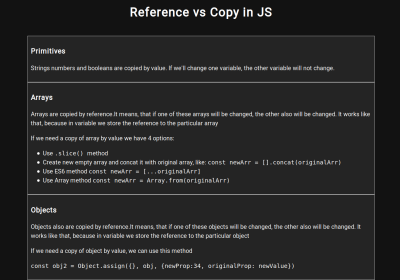 Reference vs Copy in JS
Primitives
Strings numbers and booleans are copied by value. If we'll change one variable, the other variable will not change.
Arrays
Arrays are copied by reference.It means, that if one of these arrays will be changed, the other also will be changed. It works like
that, because in variable we store the reference to the particular array
If we need a copy of array by value we have 4 options:
• Use .slice() method
• Create new empty array and concat it with original array, like: const newArr = [].concat(originalArr)
• Use ES6 method const newArr = [...originalArr]
• Use Array method const newArr = Array.from(originalArr)
Objects
Objects also are copied by reference.It means, that if one of these objects will be changed, the other also will be changed. It
works like that, because in variable we store the reference to the particular object
If we need a copy of object by value, we can use this method
const obj2 = Object.assign({}, obj, {newProp:34, originalProp: newValue})